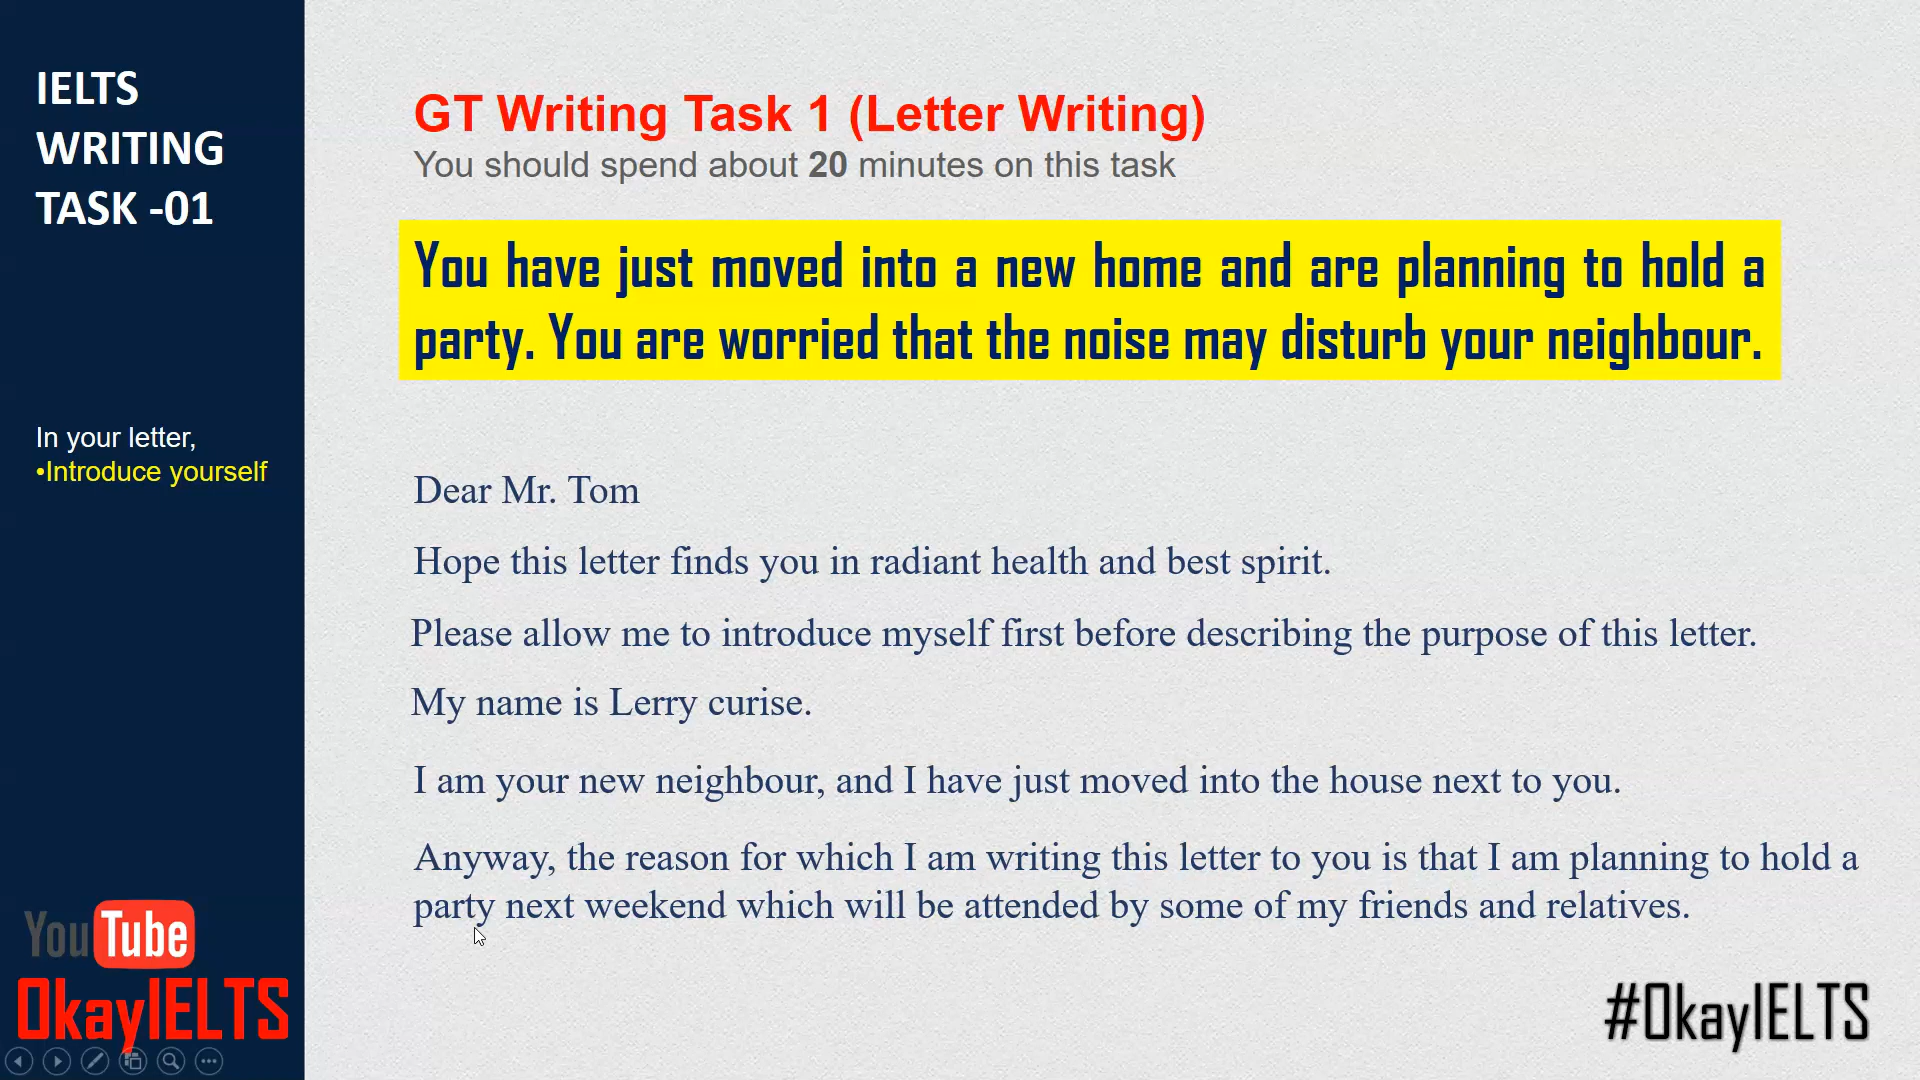 IELTS
WRITING
TASK -01
In your letter,
•Introduce yourself
YouTube
OkayIELTS
GT Writing Task 1 (Letter Writing)
You should spend about 20 minutes on this task
You have just moved into a new home and are planning to hold a
party. You are worried that the noise may disturb your neighbour.
Dear Mr. Tom
Hope this letter finds you in radiant health and best spirit.
Please allow me to introduce myself first before describing the purpose of this letter.
My name is Lerry curise.
I am your new neighbour, and I have just moved into the house next to you.
Anyway, the reason for which I am writing this letter to you is that I am planning to hold a
party next weekend which will be attended by some of my friends and relatives.
#OkayIELTS